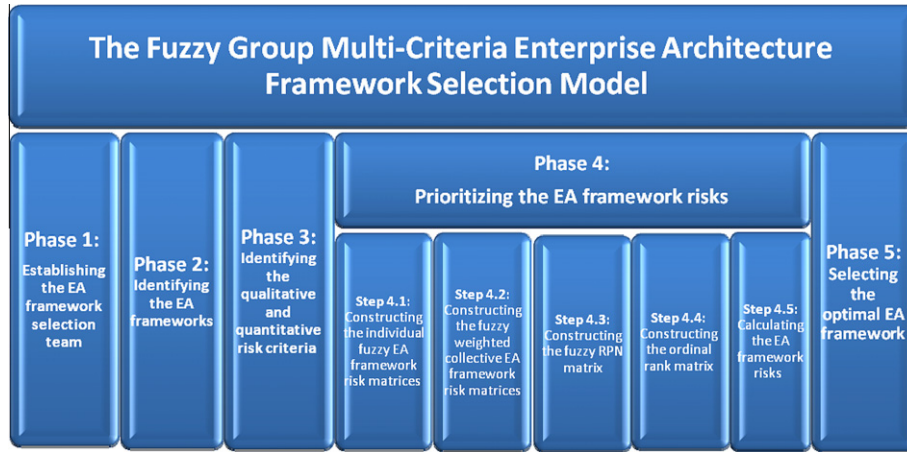 The Fuzzy Group Multi-Criteria Enterprise Architecture
Framework Selection Model
Phase 1:
Establishing
the EA
framework
selection
team
Phase 2:
Identifying
the EA
frameworks
Phase 3:
Identifying
the
qualitative
and
quantitative
risk criteria
Phase 4:
Prioritizing the EA framework risks
Step 4.1:
Constructing
the individual
fuzzy EA
framework
risk matrices
Step 4.2:
Constructing
the fuzzy
weighted
collective EA
framework
risk matrices
Step 4.3:
Constructing
the fuzzy RPN
matrix
Step 4.4:
Constructing
the ordinal
rank matrix
Step 4.5:
Calculating
the EA
framework
risks
Phase 5:
Selecting
the
optimal EA
framework